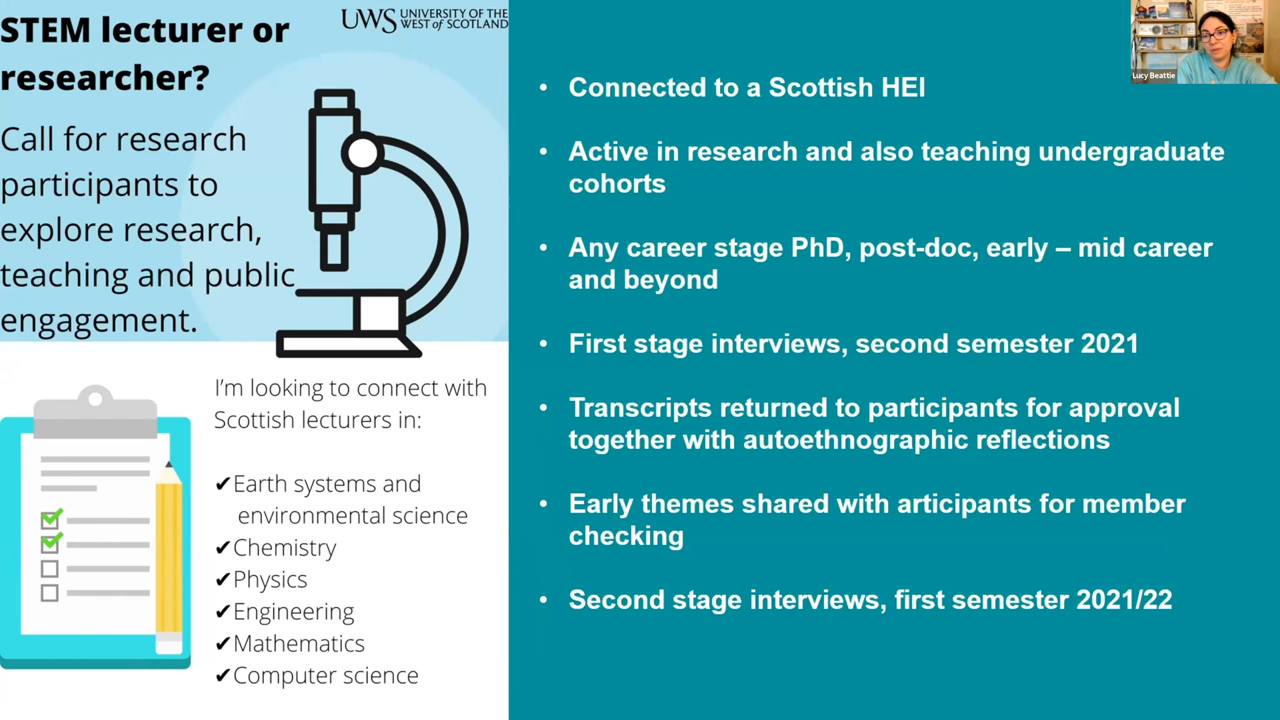 STEM lecturer or
researcher?
UWS UNIVERSITY OF THE
WEST of SCOTLAND
Call for research
participants to
explore research,
teaching and public
engagement.
I'm looking to connect with
Scottish lecturers in:
✔Earth systems and
environmental science
✔Chemistry
✔Physics
✔Engineering
✔Mathematics
✔Computer science
• Connected to a Scottish HEI
• Active in research and also teaching undergraduate
cohorts
• Any career stage PhD, post-doc, early – mid career
and beyond
• First stage interviews, second semester 2021
• Transcripts returned to participants for approval
together with autoethnographic reflections
• Early themes shared with articipants for member
checking
• Second stage interviews, first semester 2021/22
Lucy Beattie